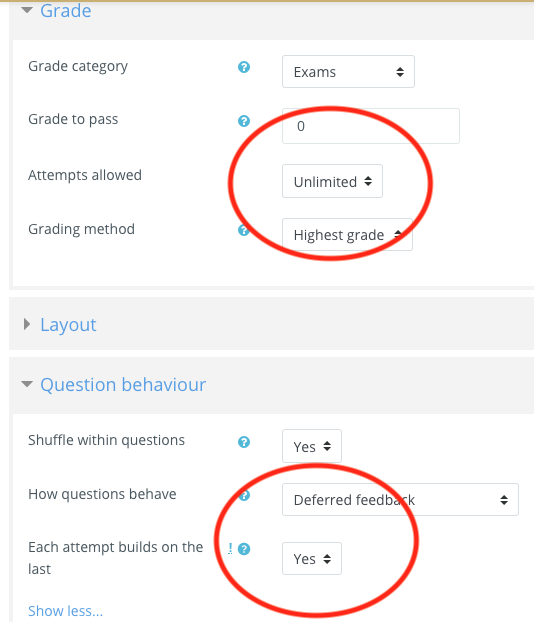 Grade
Grade category
Exams
Grade to pass
0
Attempts allowed
Unlimited
Grading method
Highest grade
Layout
Question behaviour
Shuffle within questions
Yes
How questions behave
Deferred feedback
Each attempt builds on the
last
! 
Yes
Show less...